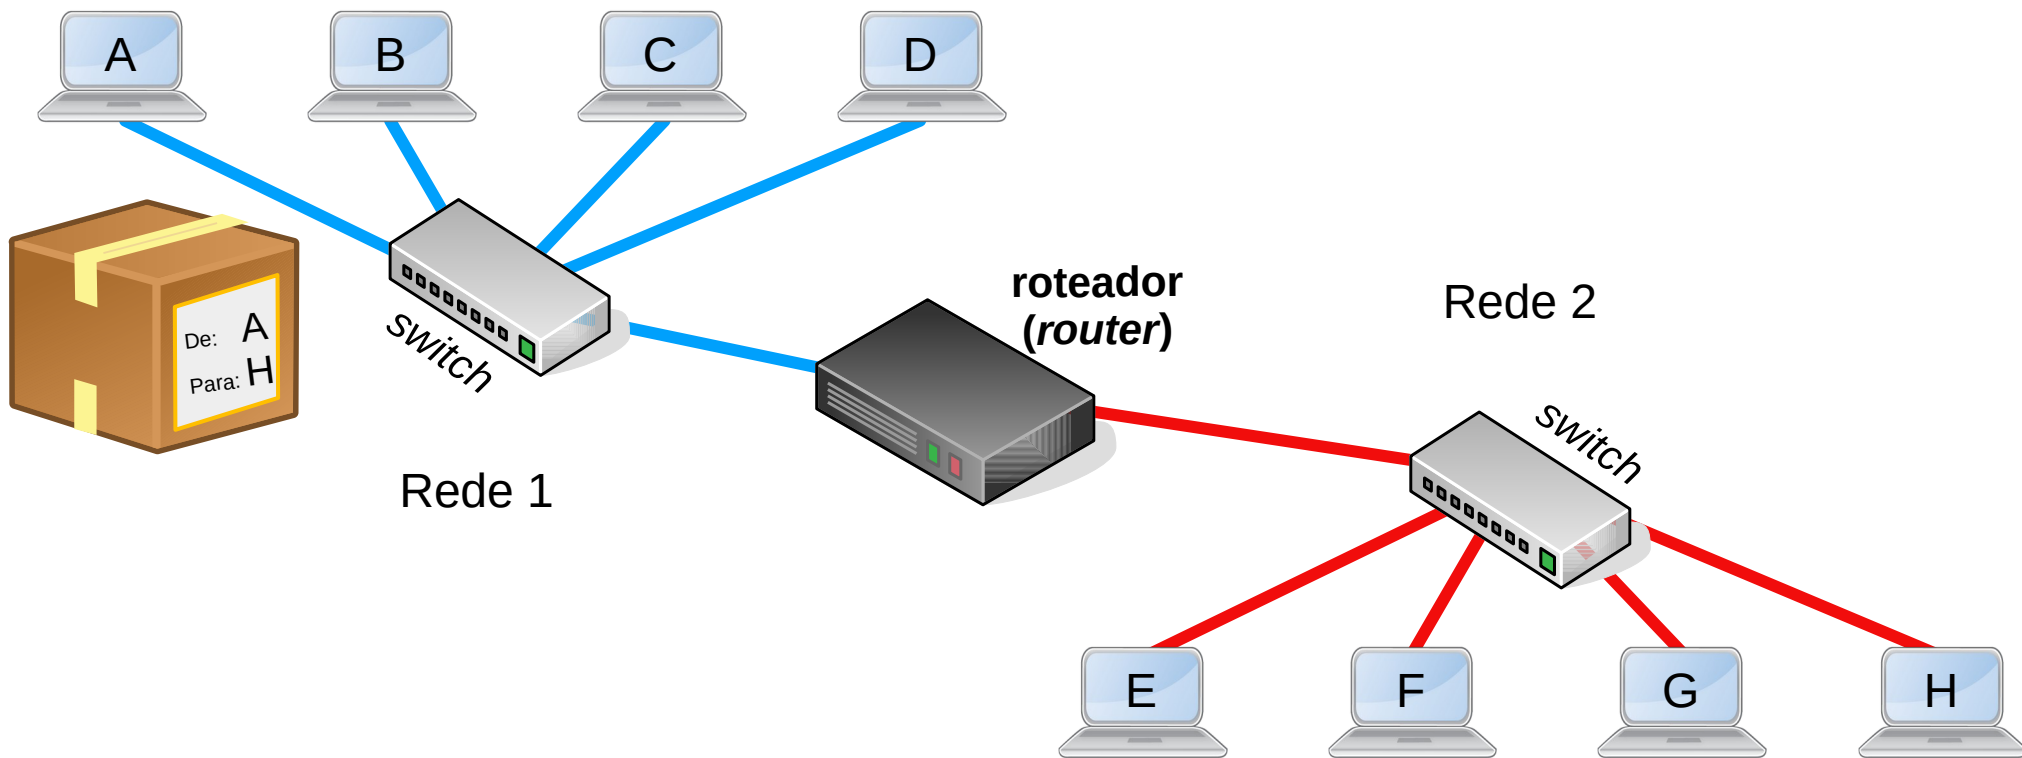 A
B
C
D
De: A
Para: H
switch
roteador
(router)
Rede 2
switch
Rede 1
E
F
G
H